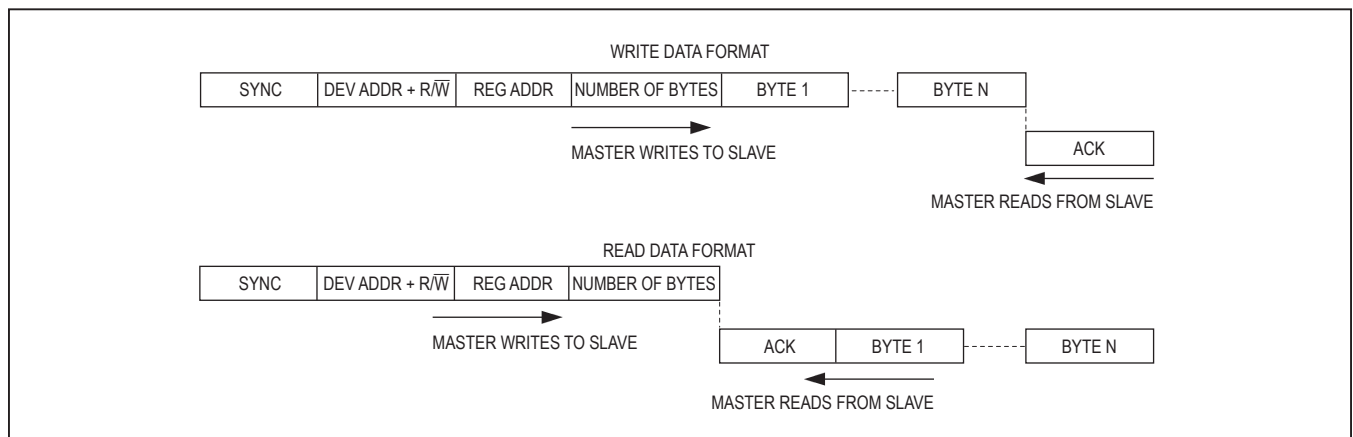 WRITE DATA FORMAT
SYNC DEV ADDR + R/W̅ REG ADDR NUMBER OF BYTES BYTE 1 BYTE N
MASTER WRITES TO SLAVE
ACK
MASTER READS FROM SLAVE
READ DATA FORMAT
SYNC DEV ADDR + R/W̅ REG ADDR NUMBER OF BYTES
MASTER WRITES TO SLAVE
ACK BYTE 1 BYTE N
MASTER READS FROM SLAVE